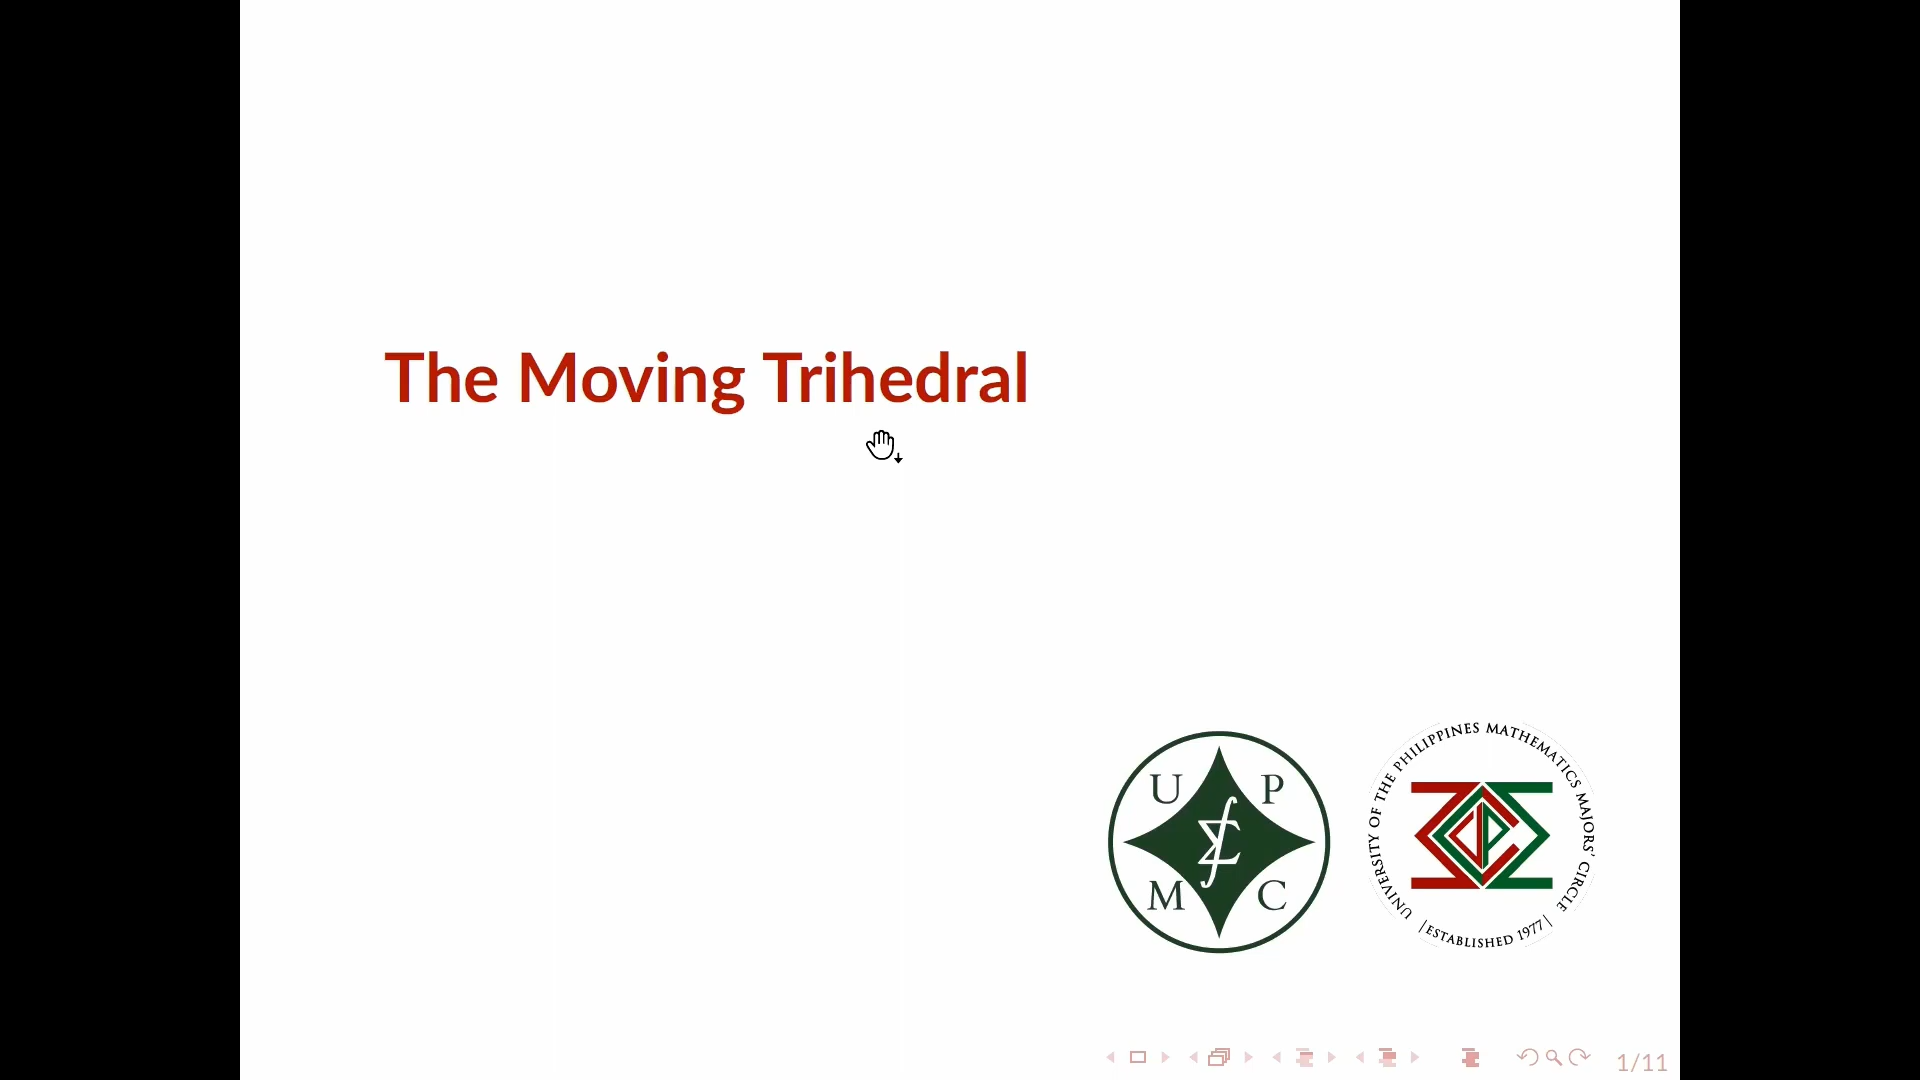 The Moving Trihedral
U P
M C
UNIVERSITY OF THE PHILIPPINES MATHEMATICS MAJORS' CIRCLE
|ESTABLISHED 1977|
1/11